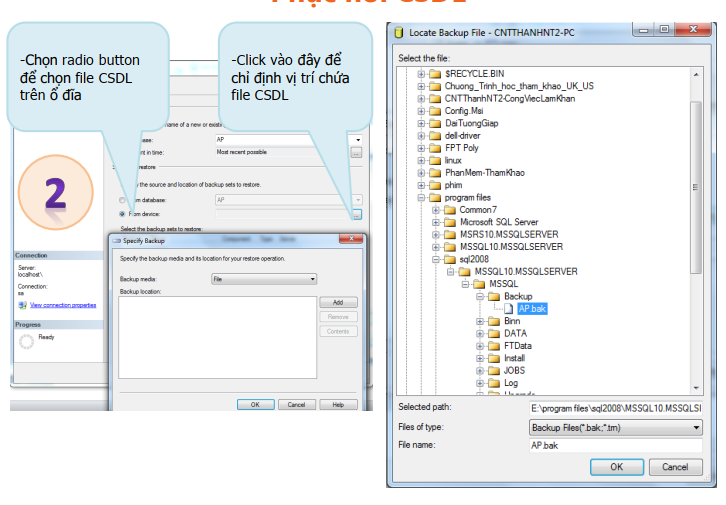 Phục hồi CSDL
-Chọn radio button
để chọn file CSDL
trên ổ đĩa
-Click vào đây để
chỉ định vị trí chứa
file CSDL
name of a new or exist
ase:
AP
nt in time:
Most recent possible
...
restore
the source and location of backup sets to restore.
m database:
AP
From device:
...
Select the backup sets to restore:
2
Connection
Server:
localhost\
Connection:
sa
View connection properties
Progress
Ready
Specify Backup
Specify the backup media and its location for your restore operation.
Backup media:
File
Backup location:
Add
Remove
Contents
OK
Cancel
Help
Locate Backup File - CNTTHANHNT2-PC
Select the file:
$RECYCLE.BIN
Chuong_Trinh_hoc_tham_khao_UK_US
CNTThanhNT2-CongViecLamKhan
Config.Msi
DaiTuongGiap
dell-driver
FPT Poly
linux
PhanMem-ThamKhao
phim
program files
Common7
Microsoft SQL Server
MSRS10.MSSQLSERVER
MSSQL10.MSSQLSERVER
sql2008
MSSQL10.MSSQLSERVER
MSSQL
Backup
AP.bak
Binn
DATA
FTData
Install
JOBS
Log
Selected path:
E:\program files\sql2008\MSSQL10.MSSQLSI
Files of type:
Backup Files(*.bak;*.trn)
File name:
AP.bak
OK
Cancel